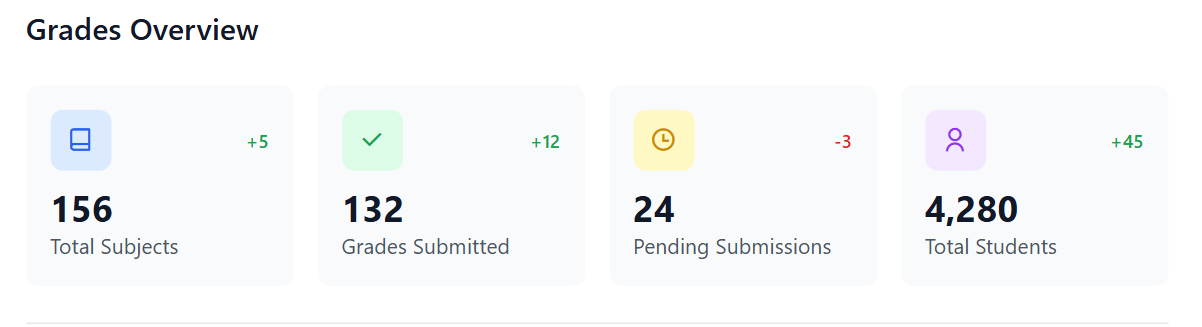 Grades Overview
+5
156
Total Subjects
+12
132
Grades Submitted
-3
24
Pending Submissions
+45
4,280
Total Students